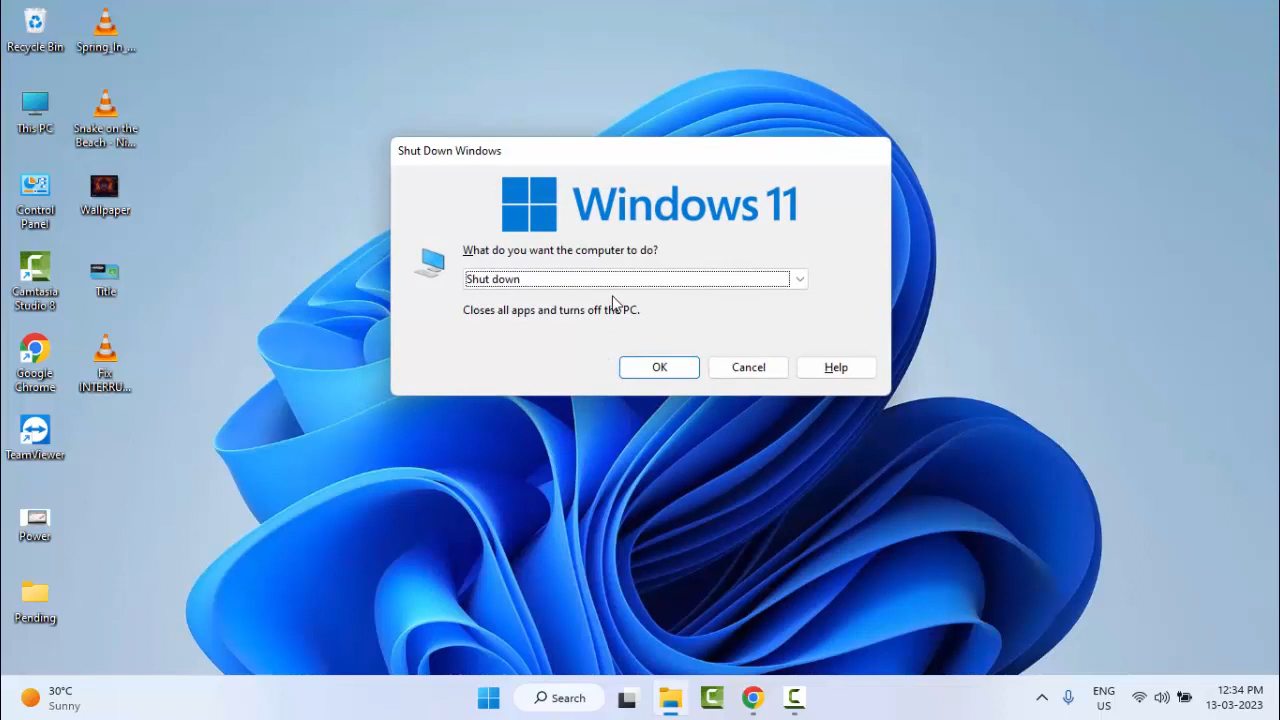 Recycle Bin
Spring_In_...
This PC
Snake on the
Beach - Ni...
Control
Panel
Wallpaper
Camtasia
Studio 8
Title
Google
Chrome
Fix
INTERRU...
TeamViewer
Power
Pending
Shut Down Windows
Windows 11
What do you want the computer to do?
Shut down
Closes all apps and turns off the PC.
OK
Cancel
Help
30°C
Sunny
Search
ENG
US
12:34 PM
13-03-2023